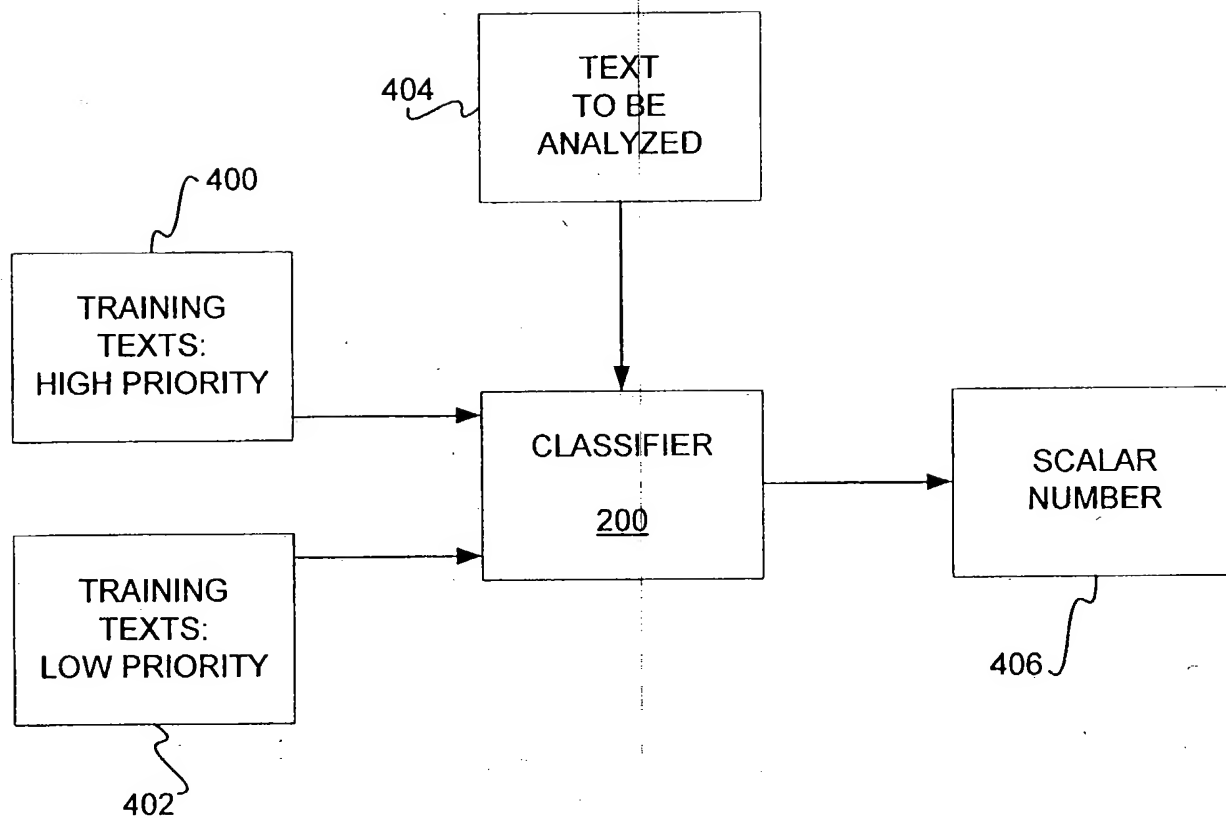 TEXT
TO BE
ANALYZED
404
400
TRAINING
TEXTS:
HIGH PRIORITY
CLASSIFIER
200
SCALAR
NUMBER
TRAINING
TEXTS:
LOW PRIORITY
406
402